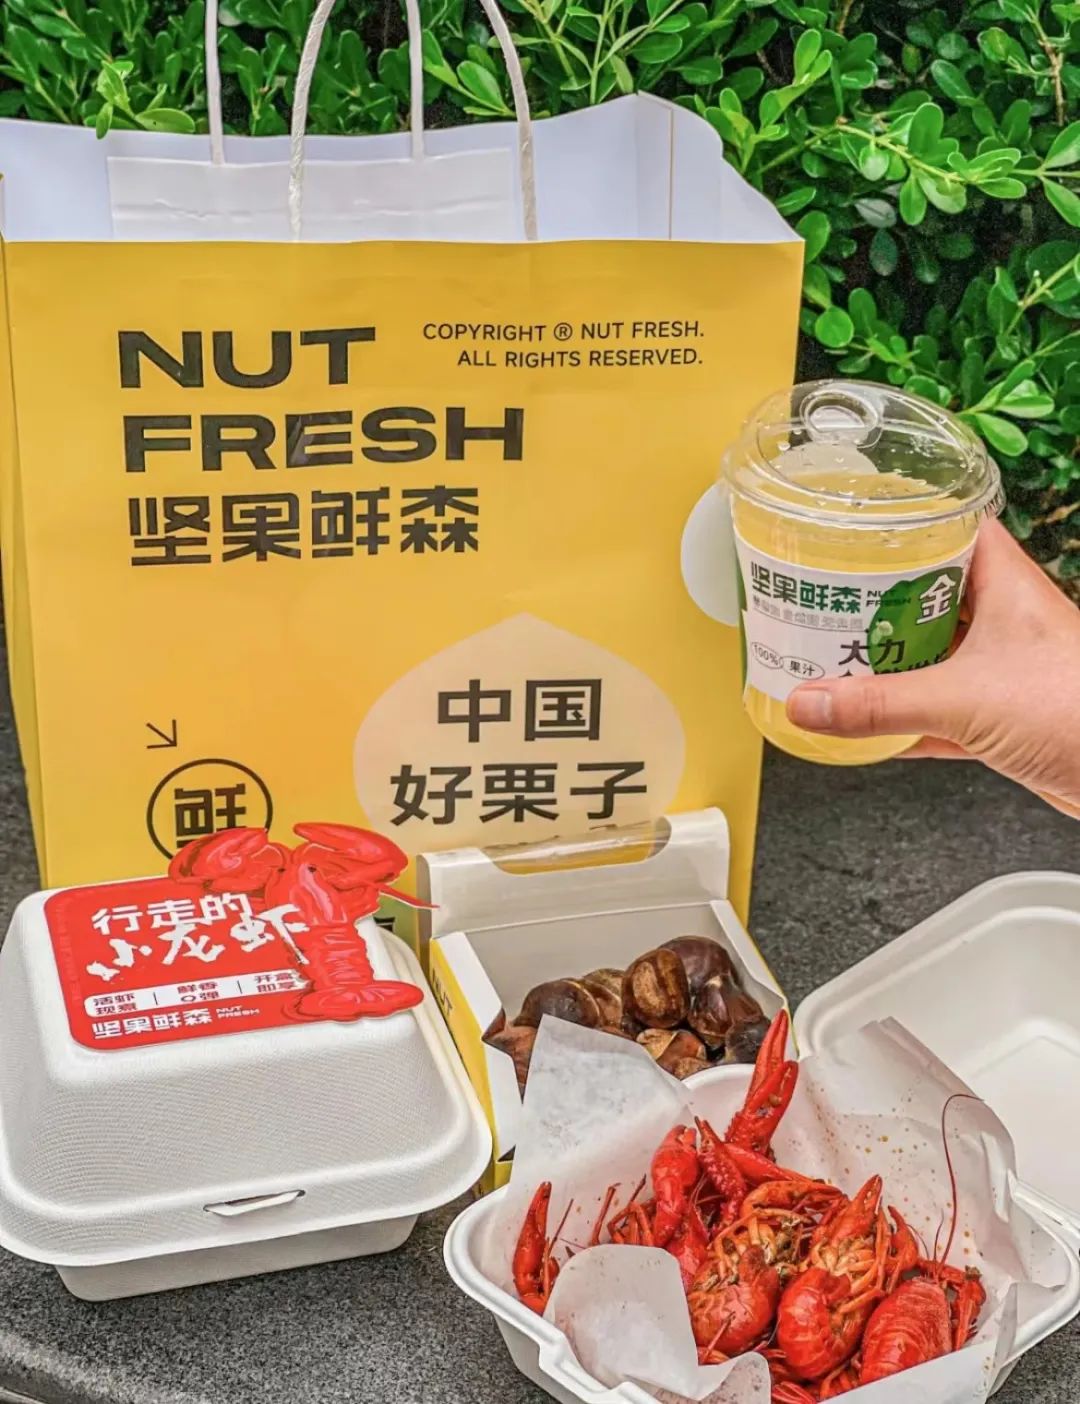 NUT
FRESH
坚果鲜森
COPYRIGHT ® NUT FRESH.
ALL RIGHTS RESERVED.
中国
好栗子
鲜
坚果鲜森
NUT
FRESH
金
100%
果汁
大力
行走的
小龙虾
活虾
现煮
鲜香
Q弹
开盒
即享
坚果鲜森
NUT
FRESH
NUT